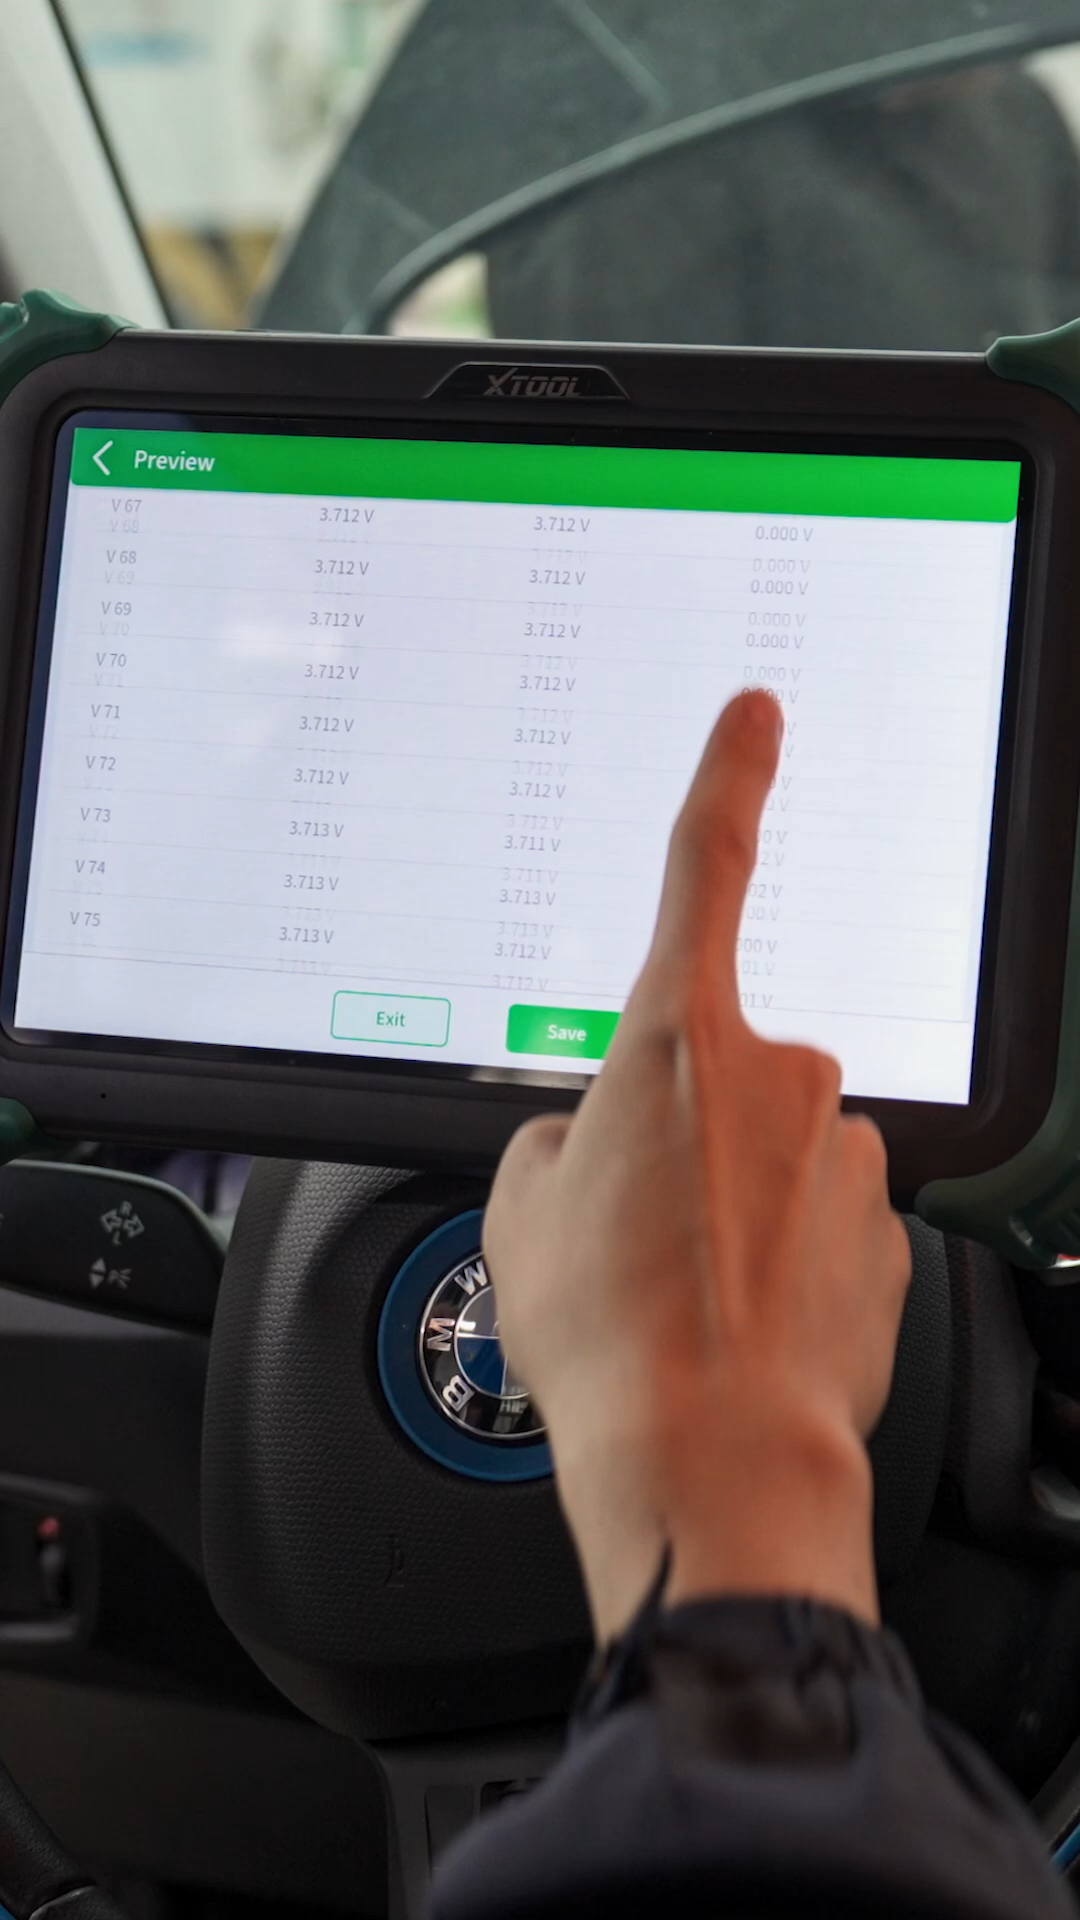 XTOOL
Preview
V 67 3.712 V 3.712 V 0.000 V
V 68 3.712 V 3.712 V 0.000 V
V 69 3.712 V 3.712 V 0.000 V
V 70 3.712 V 3.712 V
V 71 3.712 V 3.712 V
V 72 3.712 V 3.712 V
V 73 3.713 V 3.711 V
V 74 3.713 V 3.713 V
V 75 3.713 V 3.712 V
Exit
Save
R
L
BMW